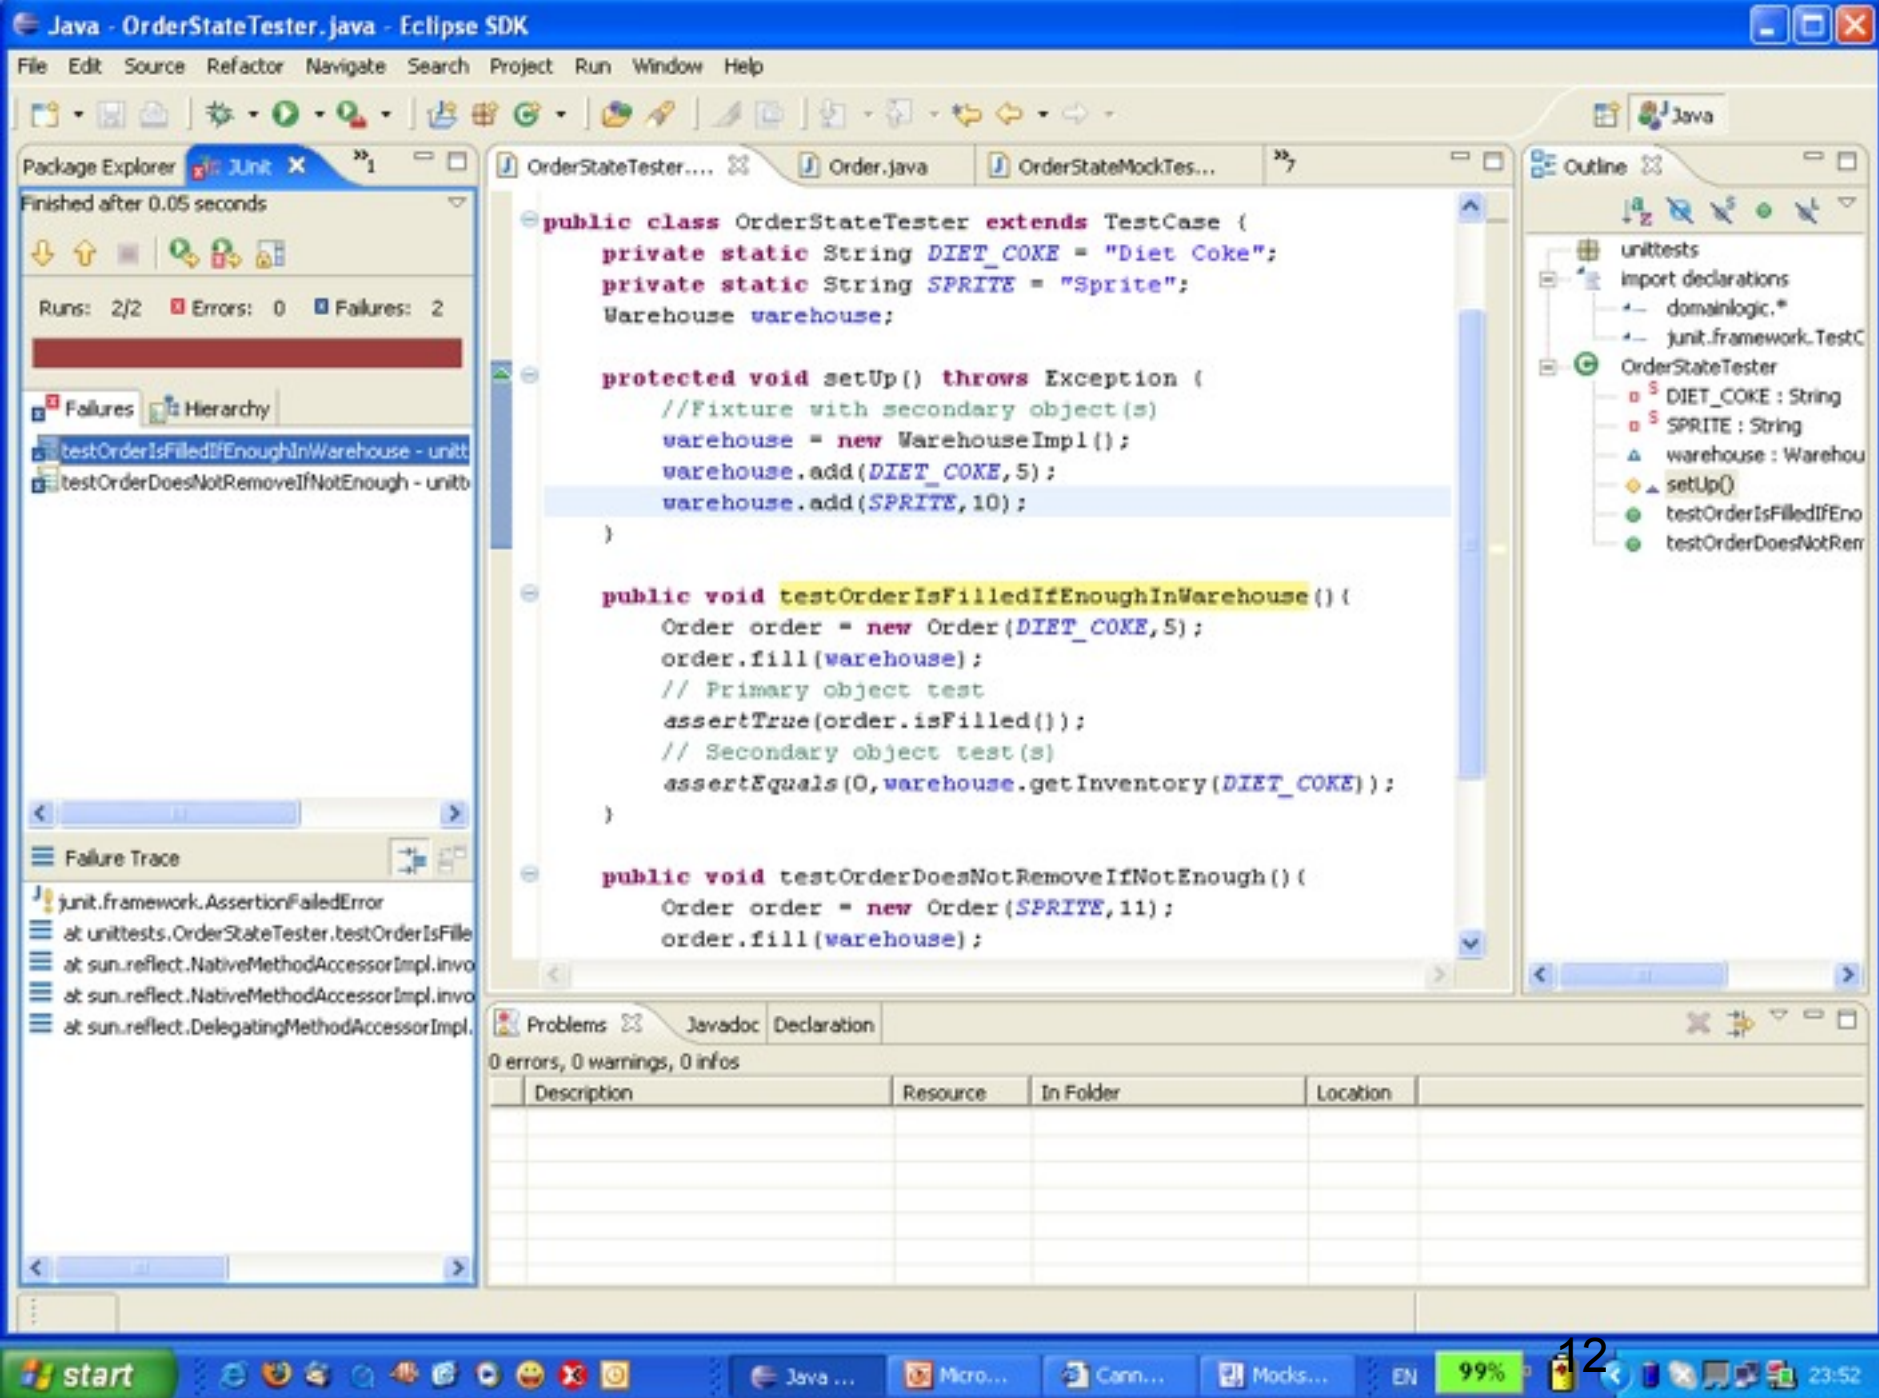 Java - OrderStateTester.java - Eclipse SDK
File Edit Source Refactor Navigate Search Project Run Window Help
Java
Package Explorer JUnit »1
Finished after 0.05 seconds
Runs: 2/2 Errors: 0 Failures: 2
Failures Hierarchy
testOrderIsFilledIfEnoughInWarehouse - unitt
testOrderDoesNotRemoveIfNotEnough - unitt
Failure Trace
junit.framework.AssertionFailedError
at unittests.OrderStateTester.testOrderIsFille
at sun.reflect.NativeMethodAccessorImpl.invo
at sun.reflect.NativeMethodAccessorImpl.invo
at sun.reflect.DelegatingMethodAccessorImpl.
OrderStateTester.... Order.java OrderStateMockTes... »7
public class OrderStateTester extends TestCase {
private static String DIET_COKE = "Diet Coke";
private static String SPRITE = "Sprite";
Warehouse warehouse;
protected void setUp() throws Exception {
//Fixture with secondary object(s)
warehouse = new WarehouseImpl();
warehouse.add(DIET_COKE,5);
warehouse.add(SPRITE,10);
}
public void testOrderIsFilledIfEnoughInWarehouse(){
Order order = new Order(DIET_COKE,5);
order.fill(warehouse);
// Primary object test
assertTrue(order.isFilled());
// Secondary object test(s)
assertEquals(0,warehouse.getInventory(DIET_COKE));
}
public void testOrderDoesNotRemoveIfNotEnough(){
Order order = new Order(SPRITE,11);
order.fill(warehouse);
Outline
unittests
import declarations
domainlogic.*
junit.framework.TestC
OrderStateTester
DIET_COKE : String
SPRITE : String
warehouse : Warehou
setUp()
testOrderIsFilledIfEno
testOrderDoesNotRem
Problems Javadoc Declaration
0 errors, 0 warnings, 0 infos
Description Resource In Folder Location
start Java ... Micro... Cann... Mocks... EN 99% 12 23:52